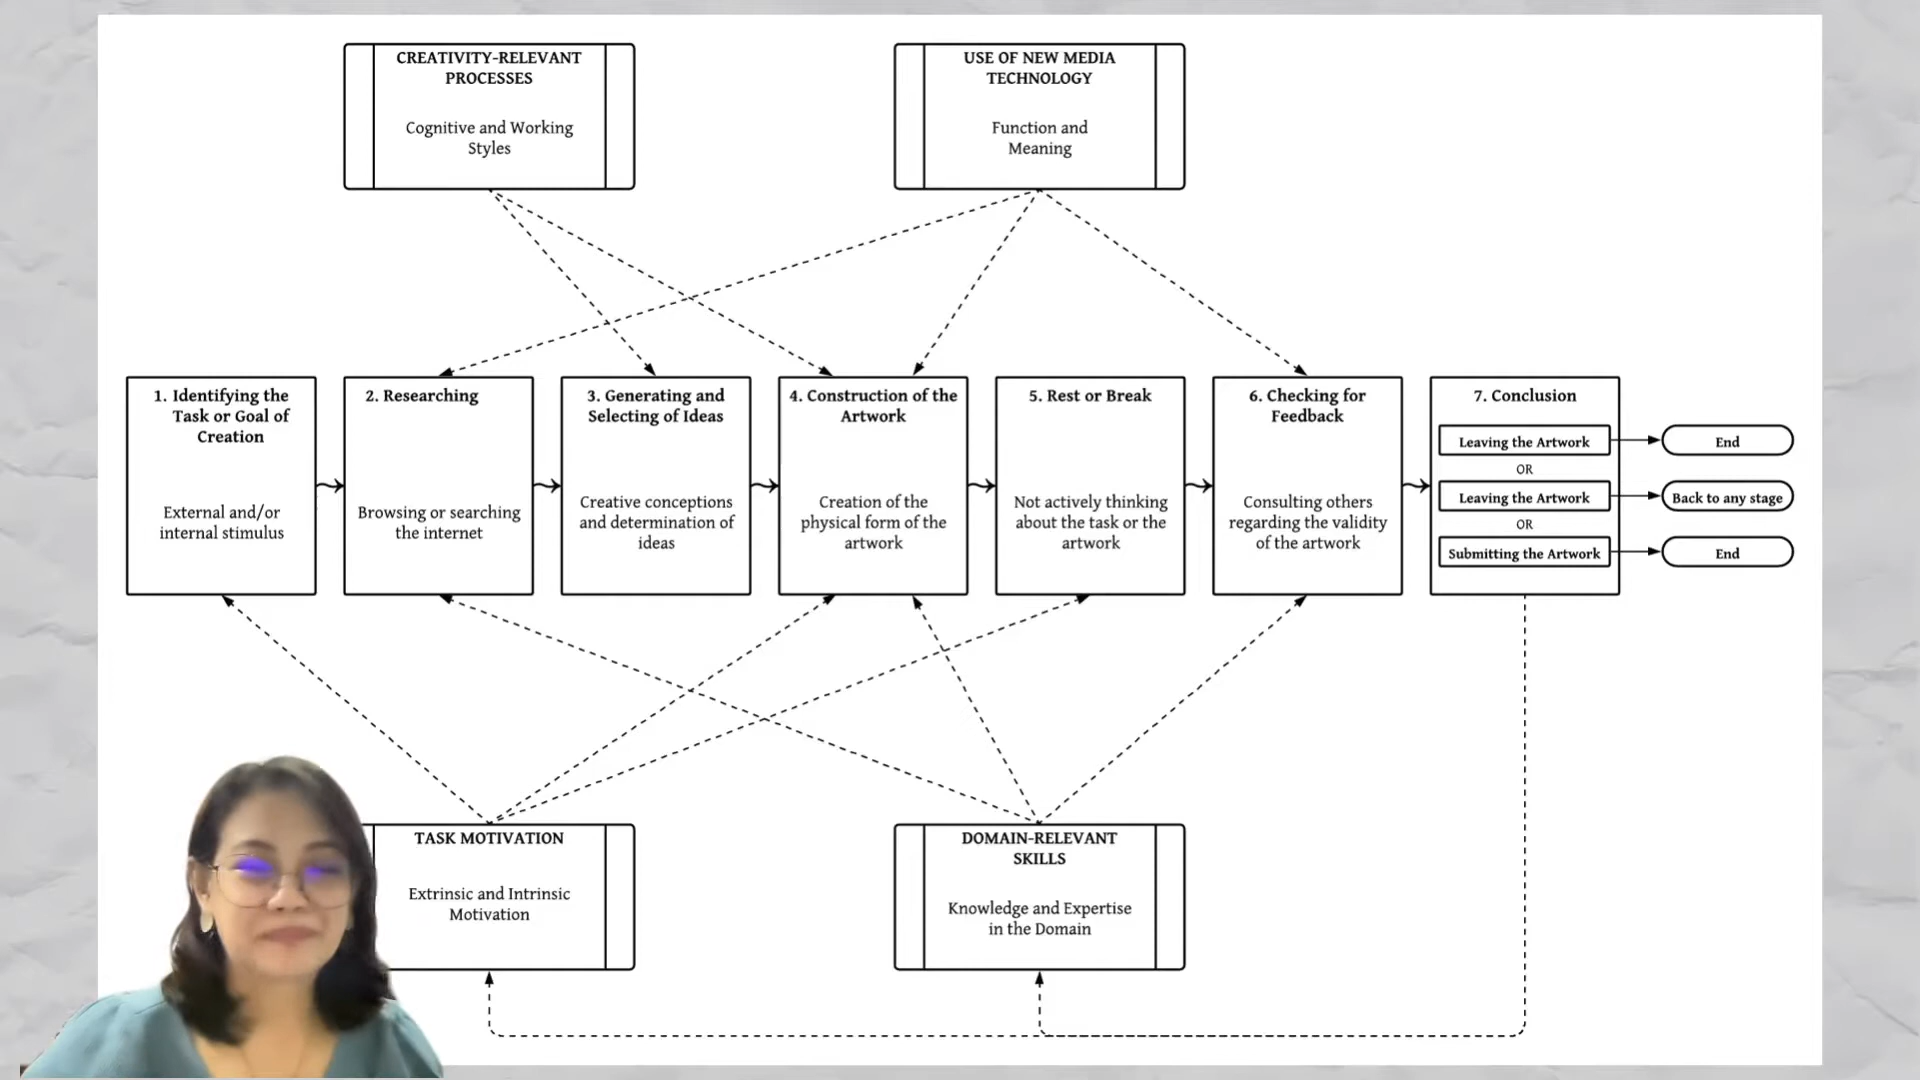 CREATIVITY-RELEVANT
PROCESSES
Cognitive and Working
Styles
USE OF NEW MEDIA
TECHNOLOGY
Function and
Meaning
1. Identifying the
Task or Goal of
Creation
External and/or
internal stimulus
2. Researching
Browsing or searching
the internet
3. Generating and
Selecting of Ideas
Creative conceptions
and determination of
ideas
4. Construction of the
Artwork
Creation of the
physical form of the
artwork
5. Rest or Break
Not actively thinking
about the task or the
artwork
6. Checking for
Feedback
Consulting others
regarding the validity
of the artwork
7. Conclusion
Leaving the Artwork
End
OR
Leaving the Artwork
Back to any stage
OR
Submitting the Artwork
End
TASK MOTIVATION
Extrinsic and Intrinsic
Motivation
DOMAIN-RELEVANT
SKILLS
Knowledge and Expertise
in the Domain